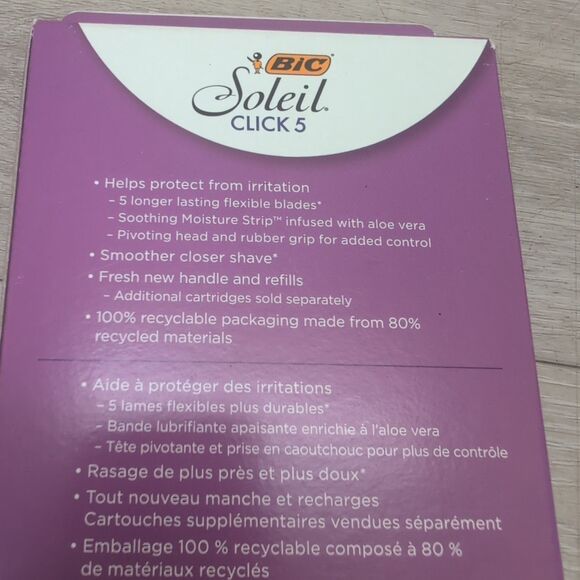 BiC
Soleil®
CLICK 5
• Helps protect from irritation
– 5 longer lasting flexible blades*
– Soothing Moisture Strip™ infused with aloe vera
– Pivoting head and rubber grip for added control
• Smoother closer shave*
• Fresh new handle and refills
– Additional cartridges sold separately
• 100% recyclable packaging made from 80%
recycled materials
• Aide à protéger des irritations
– 5 lames flexibles plus durables*
– Bande lubrifiante apaisante enrichie à l'aloe vera
– Tête pivotante et prise en caoutchouc pour plus de contrôle
• Rasage de plus près et plus doux*
• Tout nouveau manche et recharges
Cartouches supplémentaires vendues séparément
• Emballage 100 % recyclable composé à 80 %
de matériaux recyclés